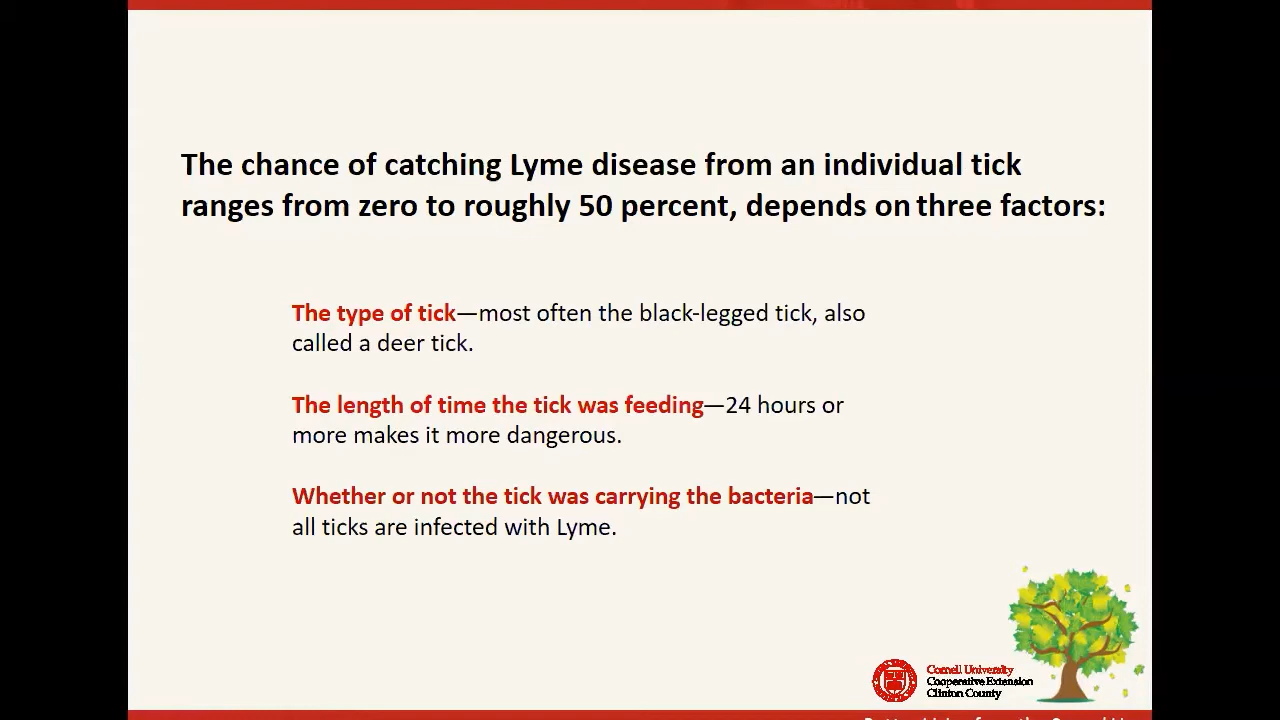 The chance of catching Lyme disease from an individual tick
ranges from zero to roughly 50 percent, depends on three factors:
The type of tick—most often the black-legged tick, also
called a deer tick.
The length of time the tick was feeding—24 hours or
more makes it more dangerous.
Whether or not the tick was carrying the bacteria—not
all ticks are infected with Lyme.
Cornell University
Cooperative Extension
Clinton County